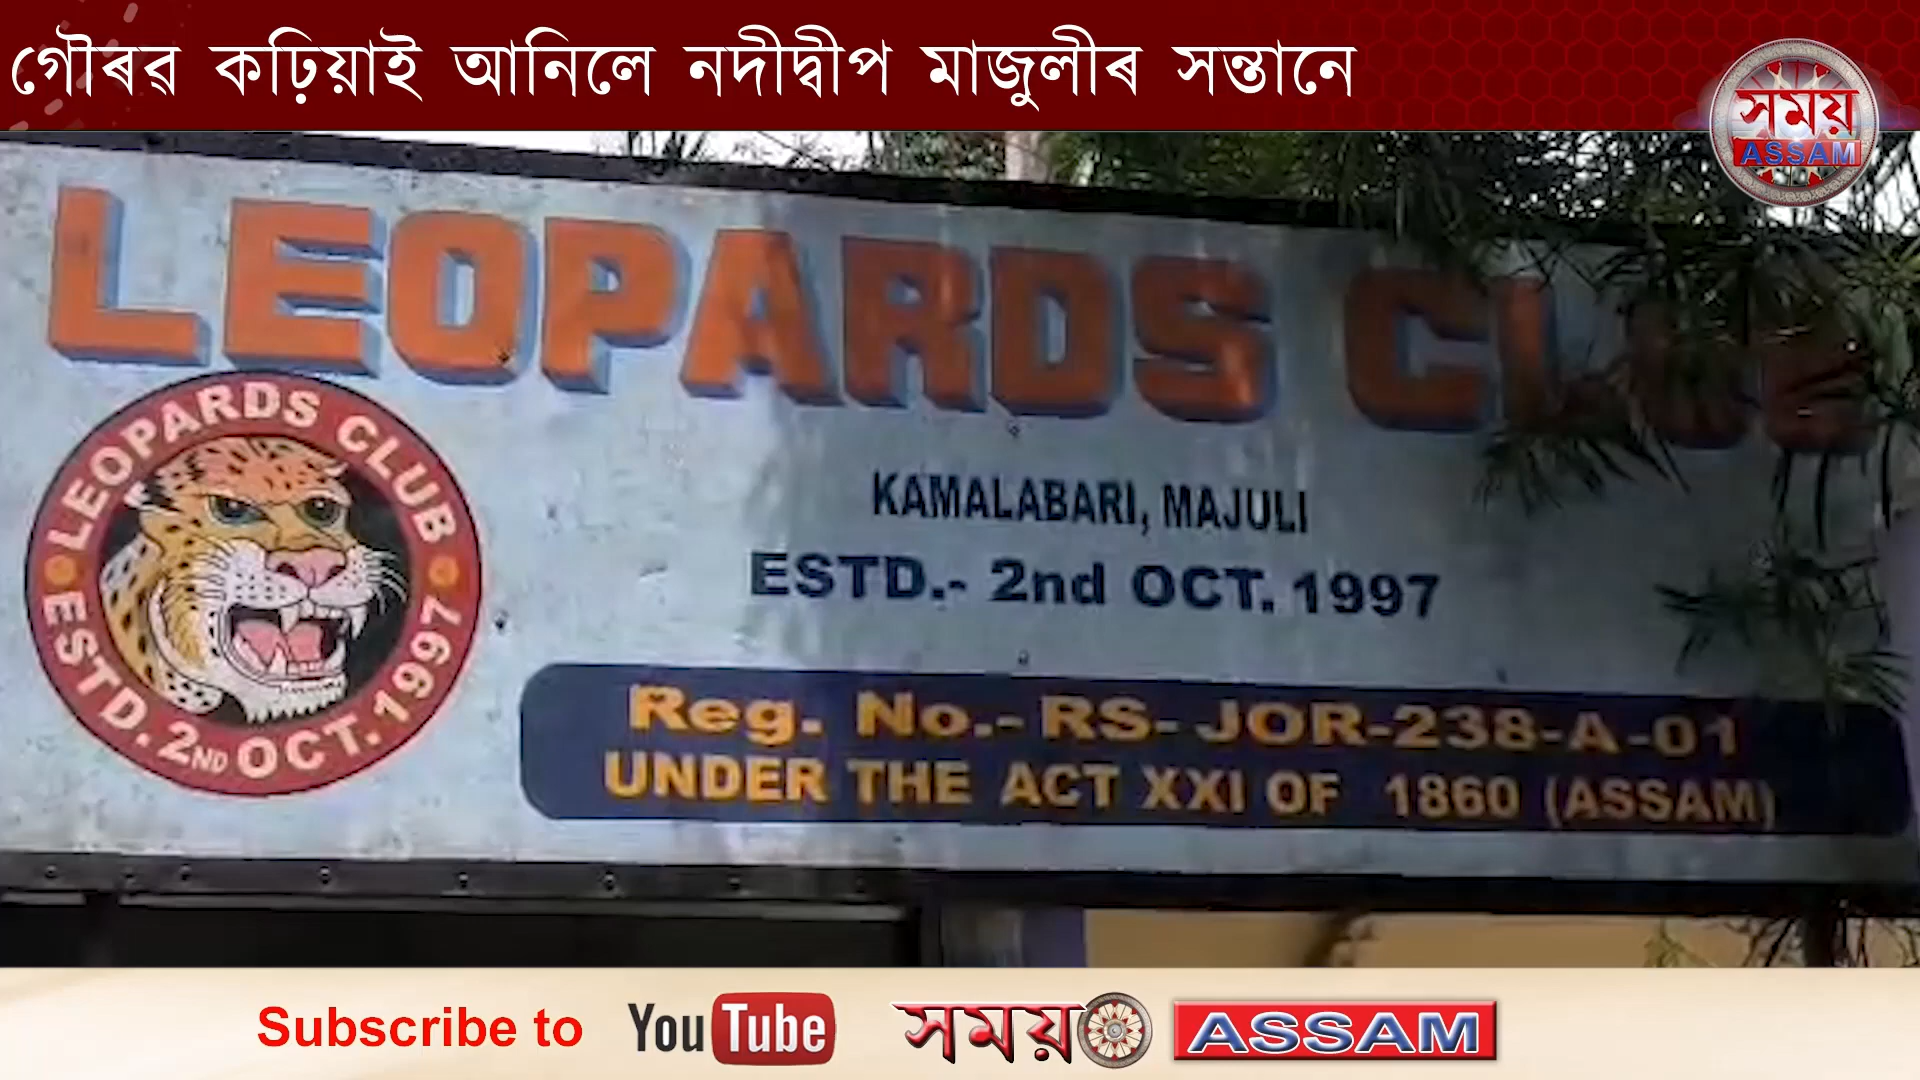 গৌৰৱ কঢ়িয়াই আনিলে নদীদ্বীপ মাজুলীৰ সন্তানে
সময়
ASSAM
LEOPARDS CLUB
LEOPARDS CLUB
ESTD. 2ND OCT. 1997
KAMALABARI, MAJULI
ESTD.- 2nd OCT. 1997
Reg. No.- RS- JOR-238-A-01
UNDER THE ACT XXI OF 1860 (ASSAM)
Subscribe to YouTube সময় ASSAM